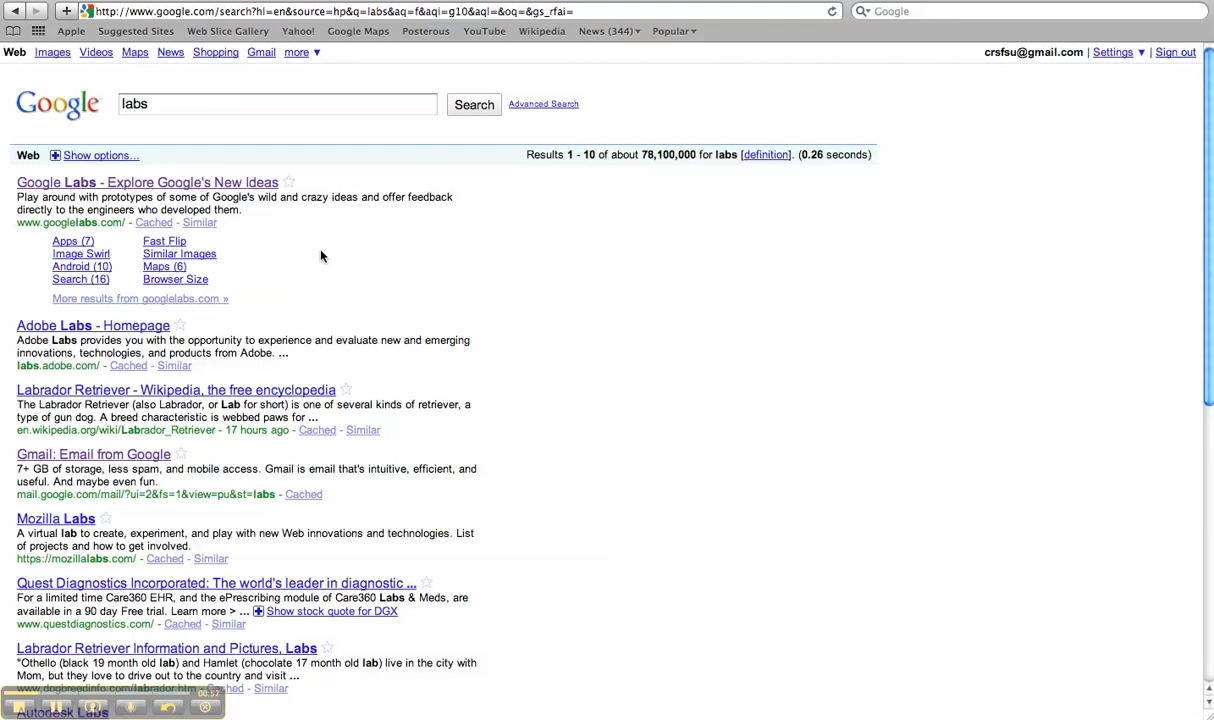 http://www.google.com/search?hl=en&source=hp&q=labs&aq=f&aqi=g10&aql=&oq=&gs_rfai=
Google
Apple Suggested Sites Web Slice Gallery Yahoo! Google Maps Posterous YouTube Wikipedia News (344) Popular
Web Images Videos Maps News Shopping Gmail more ▼
crsfsu@gmail.com | Settings ▼ | Sign out
Google labs Search Advanced Search
Web Show options... Results 1 - 10 of about 78,100,000 for labs [definition]. (0.26 seconds)
Google Labs - Explore Google's New Ideas
Play around with prototypes of some of Google's wild and crazy ideas and offer feedback
directly to the engineers who developed them.
www.googlelabs.com/ - Cached - Similar
Apps (7) Fast Flip
Image Swirl Similar Images
Android (10) Maps (6)
Search (16) Browser Size
More results from googlelabs.com »
Adobe Labs - Homepage
Adobe Labs provides you with the opportunity to experience and evaluate new and emerging
innovations, technologies, and products from Adobe. ...
labs.adobe.com/ - Cached - Similar
Labrador Retriever - Wikipedia, the free encyclopedia
The Labrador Retriever (also Labrador, or Lab for short) is one of several kinds of retriever, a
type of gun dog. A breed characteristic is webbed paws for ...
en.wikipedia.org/wiki/Labrador_Retriever - 17 hours ago - Cached - Similar
Gmail: Email from Google
7+ GB of storage, less spam, and mobile access. Gmail is email that's intuitive, efficient, and
useful. And maybe even fun.
mail.google.com/mail/?ui=2&fs=1&view=pu&st=labs - Cached
Mozilla Labs
A virtual lab to create, experiment, and play with new Web innovations and technologies. List
of projects and how to get involved.
https://mozillalabs.com/ - Cached - Similar
Quest Diagnostics Incorporated: The world's leader in diagnostic ...
For a limited time Care360 EHR, and the ePrescribing module of Care360 Labs & Meds, are
available in a 90 day Free trial. Learn more > ... Show stock quote for DGX
www.questdiagnostics.com/ - Cached - Similar
Labrador Retriever Information and Pictures, Labs
"Othello (black 19 month old lab) and Hamlet (chocolate 17 month old lab) live in the city with
Mom, but they love to drive out to the country and visit ...
www.dogbreedinfo.com/labrador.htm - Cached - Similar
00:57
Autodesk Labs